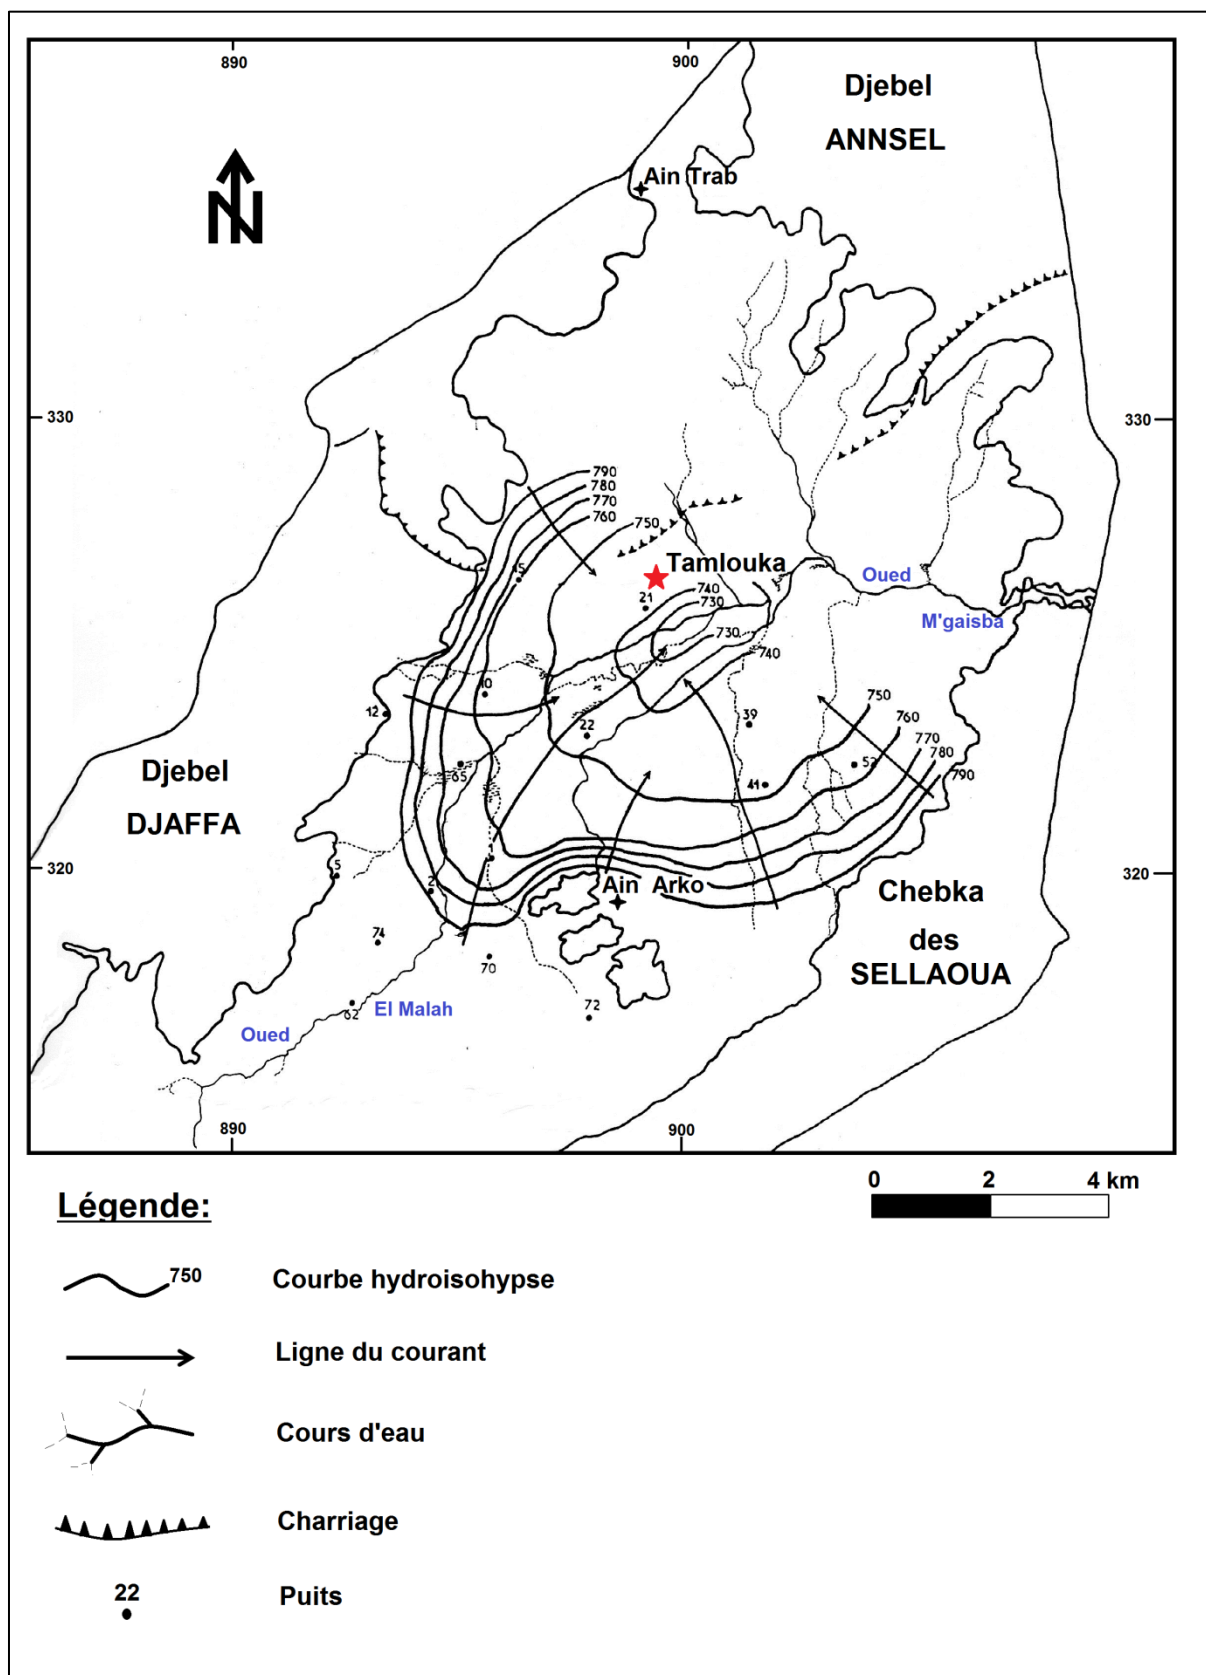 890
900
Djebel
ANNSEL
N
Ain Trab
330
330
790
780
770
760
750
15
Tamlouka
Oued
M'gaisba
21
740
730
730
740
10
12
22
39
750
760
770
780
790
65
52
41
Djebel
DJAFFA
320
320
5
2
1
Ain Arko
Chebka
des
SELLAOUA
74
70
62
El Malah
72
Oued
890
900
0 2 4 km
Légende:
750
Courbe hydroisohypse
Ligne du courant
Cours d'eau
Charriage
22
Puits